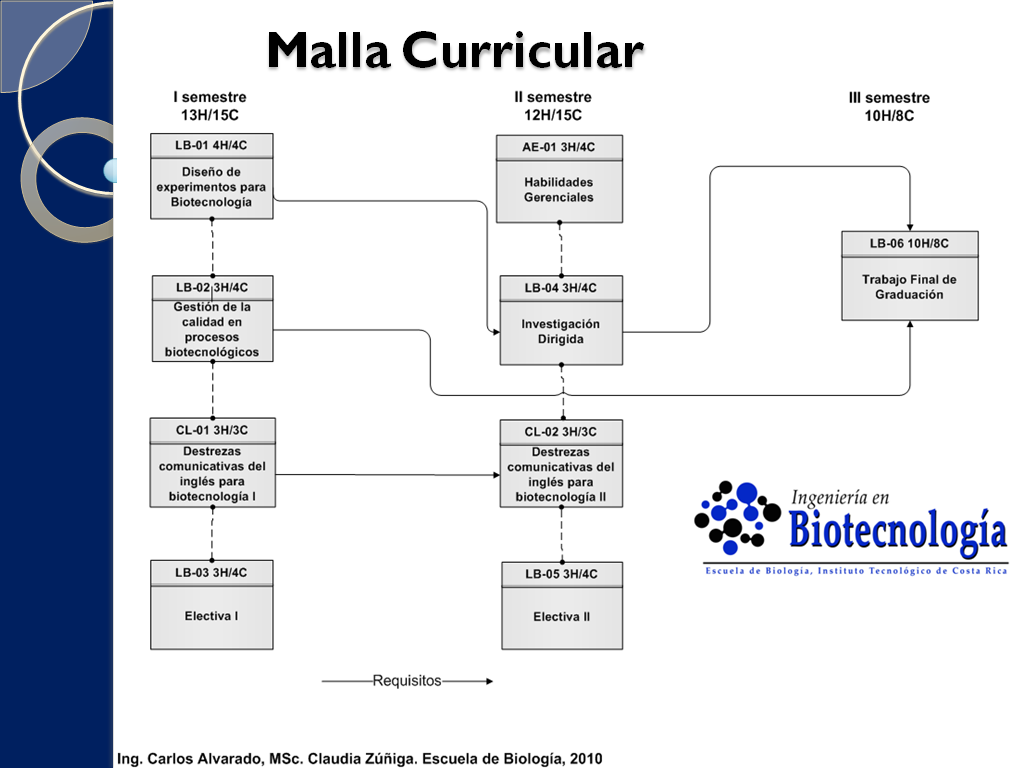 Malla Curricular
I semestre
13H/15C
II semestre
12H/15C
III semestre
10H/8C
LB-01 4H/4C
Diseño de
experimentos para
Biotecnología
AE-01 3H/4C
Habilidades
Gerenciales
LB-06 10H/8C
Trabajo Final de
Graduación
LB-02 3H/4C
Gestión de la
calidad en
procesos
biotecnológicos
LB-04 3H/4C
Investigación
Dirigida
CL-01 3H/3C
Destrezas
comunicativas del
inglés para
biotecnología I
CL-02 3H/3C
Destrezas
comunicativas del
inglés para
biotecnología II
Ingeniería en
Biotecnología
Escuela de Biología, Instituto Tecnológico de Costa Rica
LB-03 3H/4C
Electiva I
LB-05 3H/4C
Electiva II
Requisitos
Ing. Carlos Alvarado, MSc. Claudia Zúñiga. Escuela de Biología, 2010